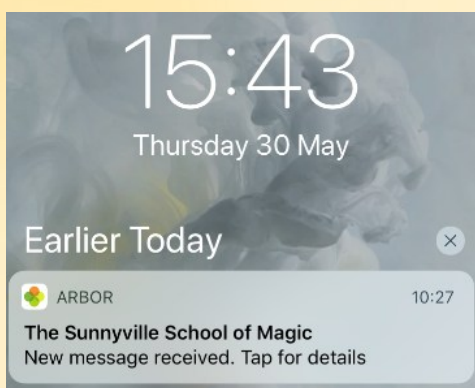 15:43
Thursday 30 May
Earlier Today
ARBOR 10:27
The Sunnyville School of Magic
New message received. Tap for details